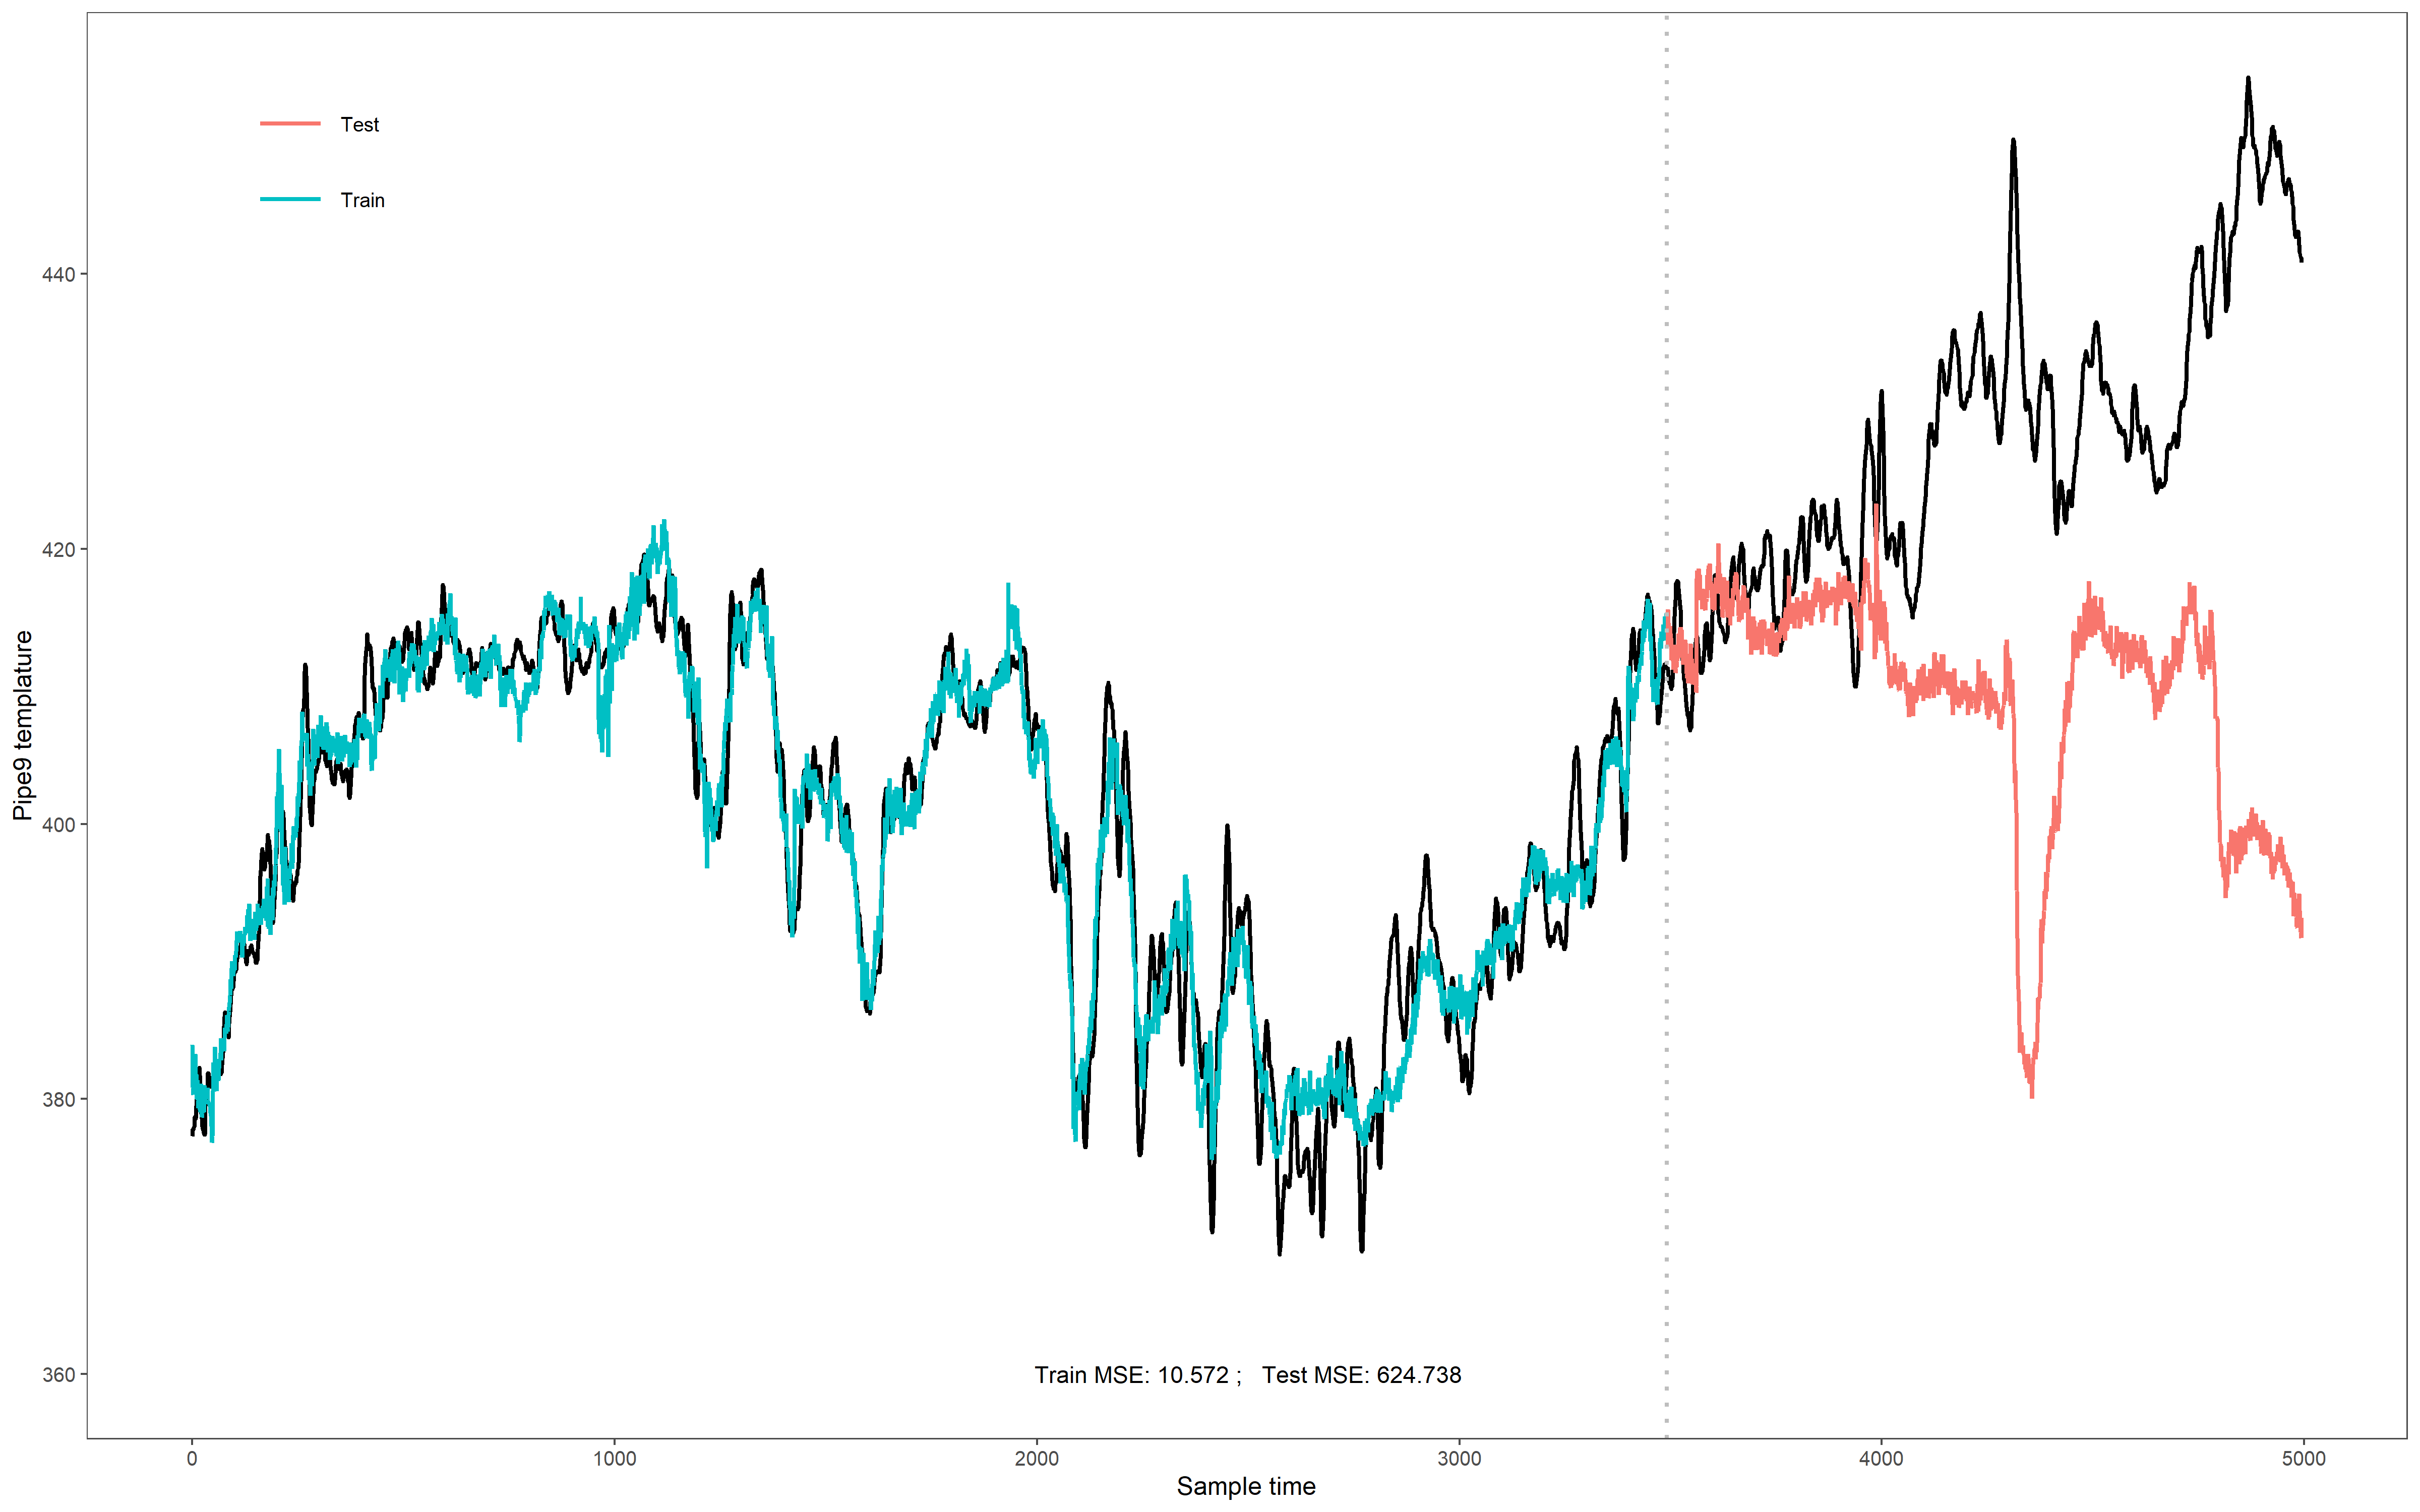 Test
Train
440
420
400
380
360
Pipe9 templature
Train MSE: 10.572 ;   Test MSE: 624.738
0 1000 2000 3000 4000 5000
Sample time